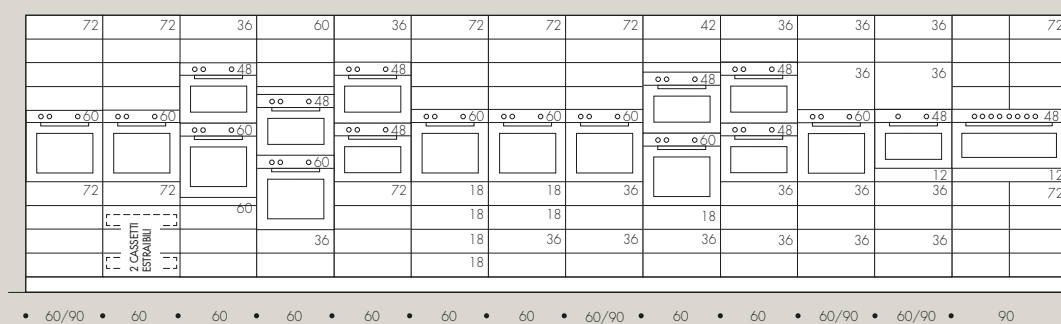 72 72 36 60 36 72 72 72 42 36 36 36 72
36 36
48 48 48 48
48
60 60 60 60 60 60 60 48 48
60 48 48
60 60
12 12
72 72 72 18 18 36 36 36 36 72
60 18 18 18
36 18 36 36 36 36 36 36
18
2 CASSETTI
ESTRAIBILI
• 60/90 • 60 • 60 • 60 • 60 • 60 • 60 • 60/90 • 60 • 60 • 60/90 • 60/90 • 90